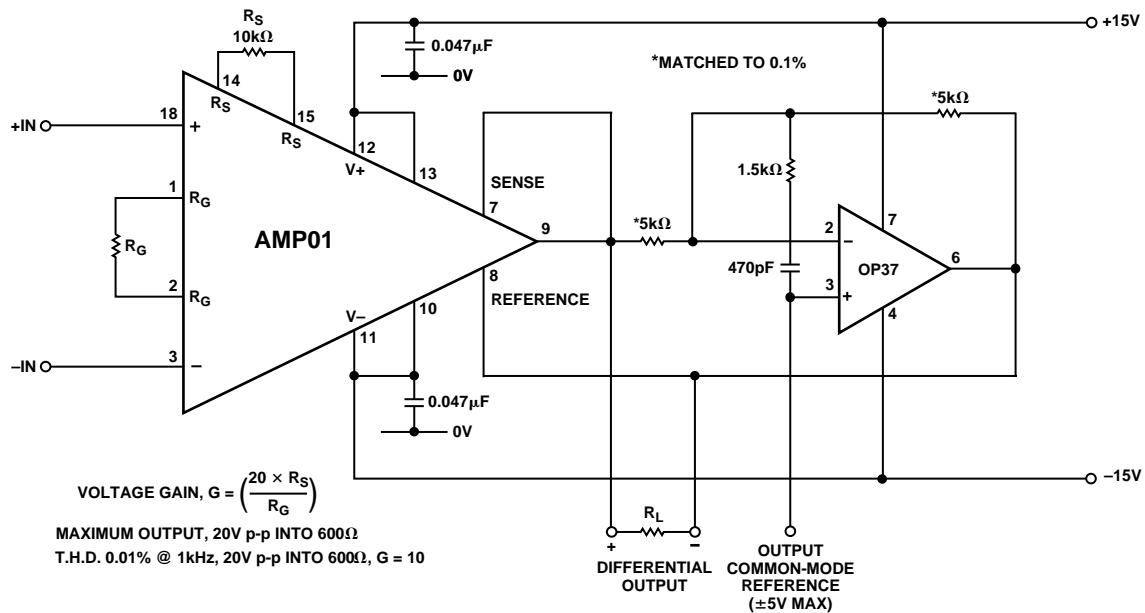 R_S
10kΩ
14
R_S
15
R_S
+IN
18
+
1
R_G
R_G
2
R_G
-IN
3
–
AMP01
12
V+
13
0.047µF
0V
+15V
*MATCHED TO 0.1%
*5kΩ
1.5kΩ
SENSE
7
9
*5kΩ
8
REFERENCE
V–
11
10
0.047µF
0V
470pF
2
–
3
+
OP37
7
6
4
–15V
VOLTAGE GAIN, G = (20 × R_S / R_G)
MAXIMUM OUTPUT, 20V p-p INTO 600Ω
T.H.D. 0.01% @ 1kHz, 20V p-p INTO 600Ω, G = 10
R_L
+
–
DIFFERENTIAL
OUTPUT
OUTPUT
COMMON-MODE
REFERENCE
(±5V MAX)